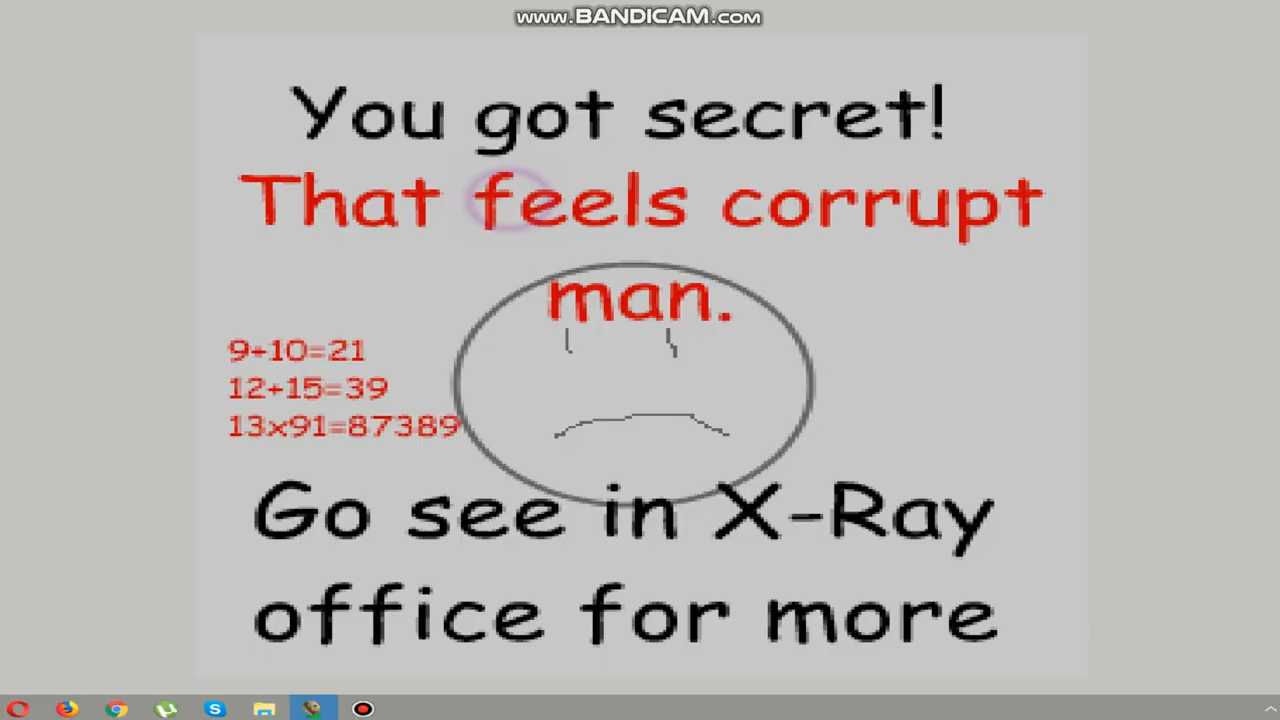 www.BANDICAM.com
You got secret!
That feels corrupt
man.
9+10=21
12+15=39
13x91=87389
Go see in X-Ray
office for more